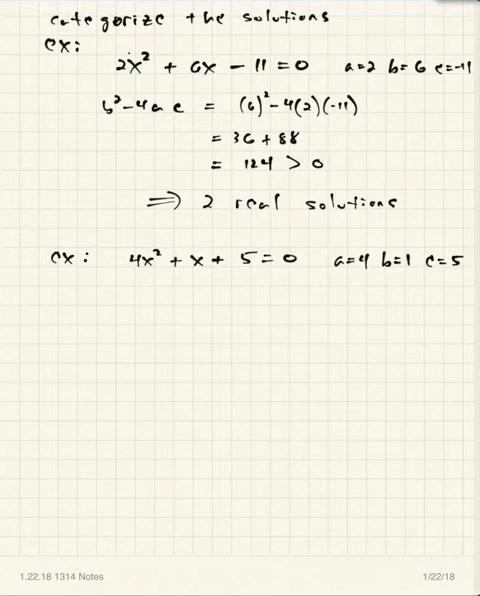 categorize the solutions
ex:
2x² + 6x - 11 = 0 a=2 b=6 c=-11
b²-4ac = (6)²-4(2)(-11)
= 36 + 88
= 124 > 0
⟹ 2 real solutions
ex: 4x² + x + 5 = 0 a=4 b=1 c=5
1.22.18 1314 Notes 1/22/18